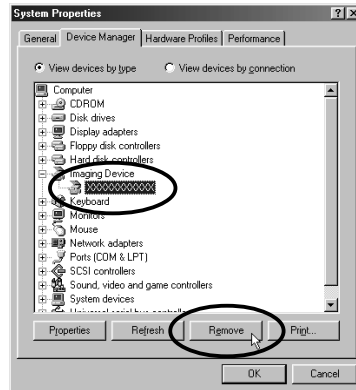 System Properties
General Device Manager Hardware Profiles Performance
View devices by type View devices by connection
Computer
CDROM
Disk drives
Display adapters
Floppy disk controllers
Hard disk controllers
Imaging Device
XXXXXXXXXXX
Keyboard
Monitors
Mouse
Network adapters
Ports (COM & LPT)
SCSI controllers
Sound, video and game controllers
System devices
Properties Refresh Remove Print...
OK Cancel